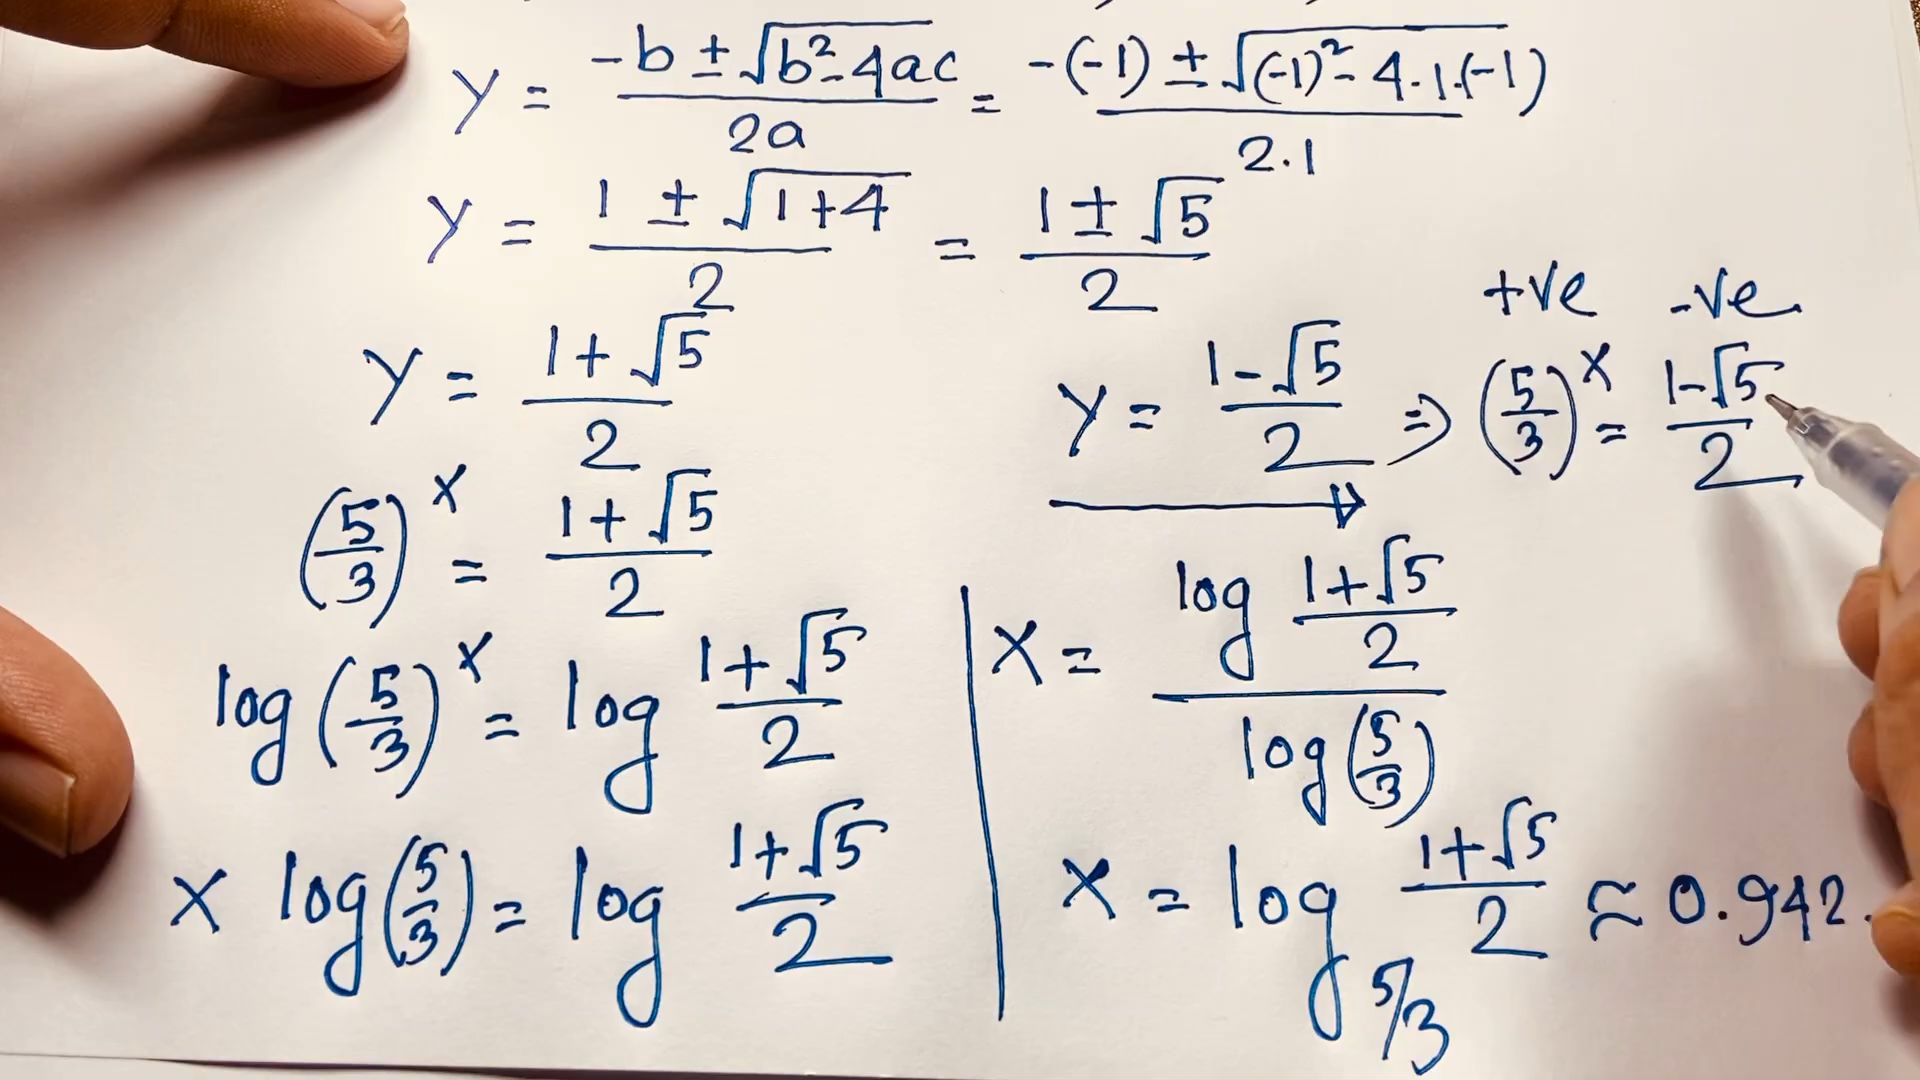 y = (-b ± √(b² - 4ac))/(2a) = (-(-1) ± √((-1)² - 4·1·(-1)))/(2·1)
y = (1 ± √(1+4))/2 = (1 ± √5)/2
y = (1 + √5)/2
(5/3)^x = (1 + √5)/2
log (5/3)^x = log (1 + √5)/2
x log (5/3) = log (1 + √5)/2
+ve -ve
y = (1 - √5)/2 ⇒ (5/3)^x = (1 - √5)/2
x = (log (1 + √5)/2)/(log (5/3))
x = log_{5/3} (1 + √5)/2 ≈ 0.942.